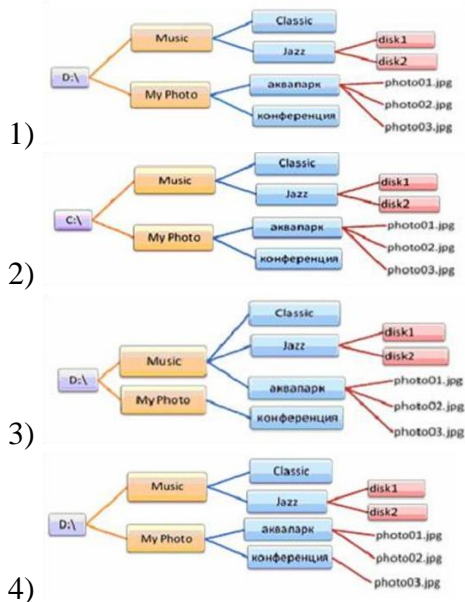 Classic
Music
Jazz
disk1
disk2
D:\
My Photo
аквапарк
photo01.jpg
photo02.jpg
конференция
photo03.jpg
1)
Classic
Music
Jazz
disk1
disk2
C:\
My Photo
аквапарк
photo01.jpg
photo02.jpg
конференция
photo03.jpg
2)
Classic
Music
Jazz
disk1
disk2
D:\
аквапарк
photo01.jpg
My Photo
photo02.jpg
конференция
photo03.jpg
3)
Classic
Music
Jazz
disk1
disk2
D:\
My Photo
аквапарк
photo01.jpg
photo02.jpg
конференция
photo03.jpg
4)